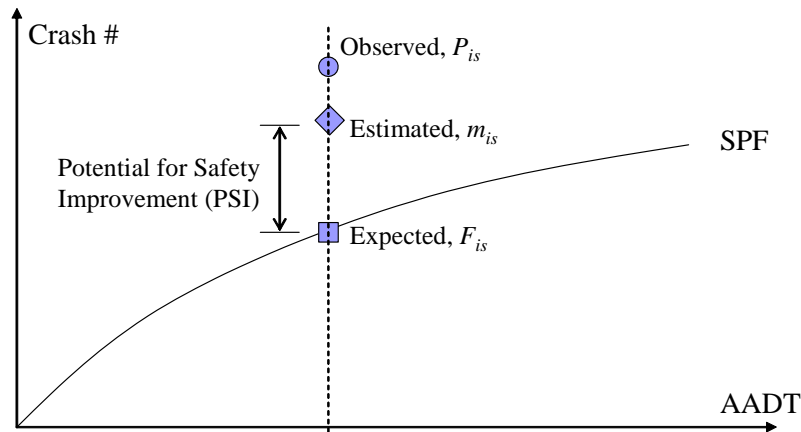 Crash #
Observed, P_is
Estimated, m_is
SPF
Potential for Safety
Improvement (PSI)
Expected, F_is
AADT